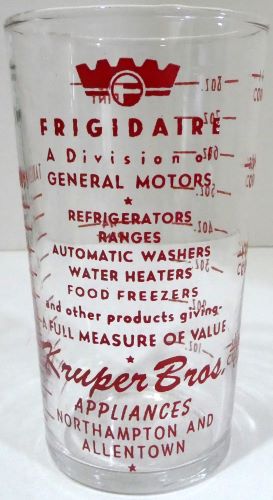 F
FRIGIDAIRE
A Division of
GENERAL MOTORS
REFRIGERATORS
RANGES
AUTOMATIC WASHERS
WATER HEATERS
FOOD FREEZERS
and other products giving
A FULL MEASURE OF VALUE
Kruper Bros.
APPLIANCES
NORTHAMPTON AND
ALLENTOWN